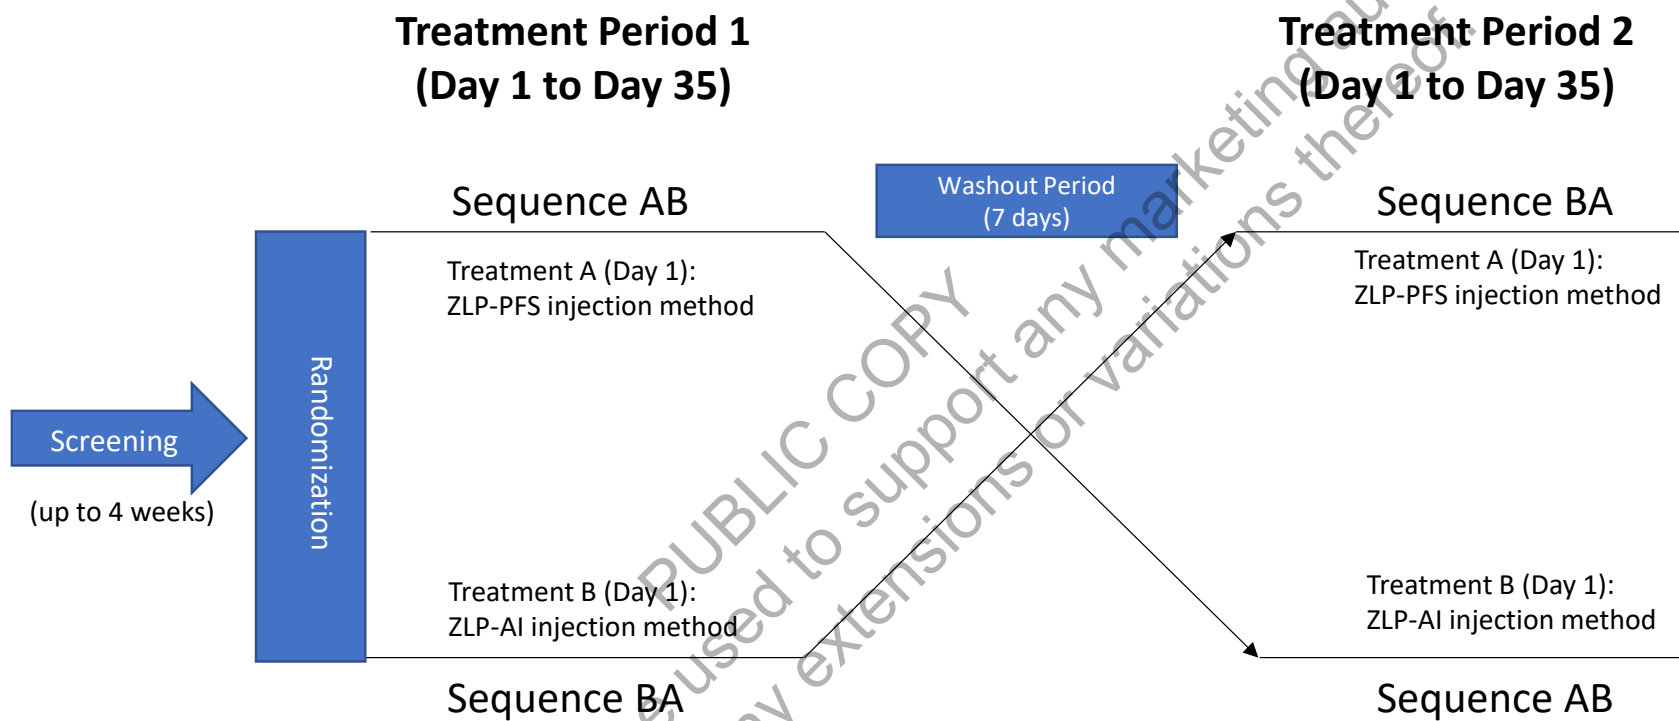 Treatment Period 1
(Day 1 to Day 35)
Treatment Period 2
(Day 1 to Day 35)
Washout Period
(7 days)
Sequence AB
Sequence BA
Treatment A (Day 1):
ZLP-PFS injection method
Treatment A (Day 1):
ZLP-PFS injection method
Screening
(up to 4 weeks)
Randomization
Treatment B (Day 1):
ZLP-AI injection method
Treatment B (Day 1):
ZLP-AI injection method
Sequence BA
Sequence AB
PUBLIC COPY
used to support any marketing
extensions or variations thereof.